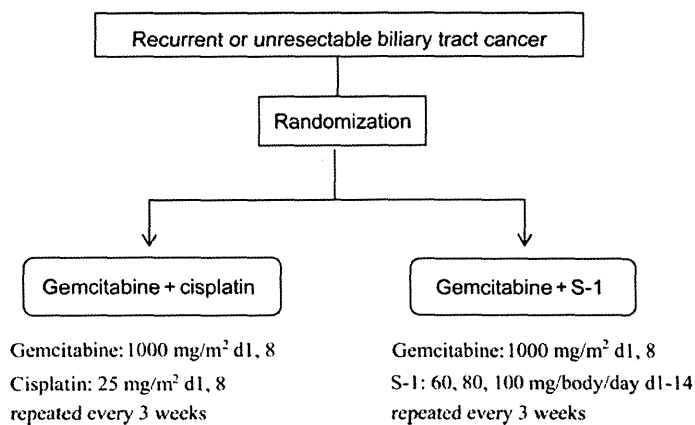 Recurrent or unresectable biliary tract cancer
Randomization
Gemcitabine + cisplatin
Gemcitabine: 1000 mg/m² d1, 8
Cisplatin: 25 mg/m² d1, 8
repeated every 3 weeks
Gemcitabine + S-1
Gemcitabine: 1000 mg/m² d1, 8
S-1: 60, 80, 100 mg/body/day d1-14
repeated every 3 weeks